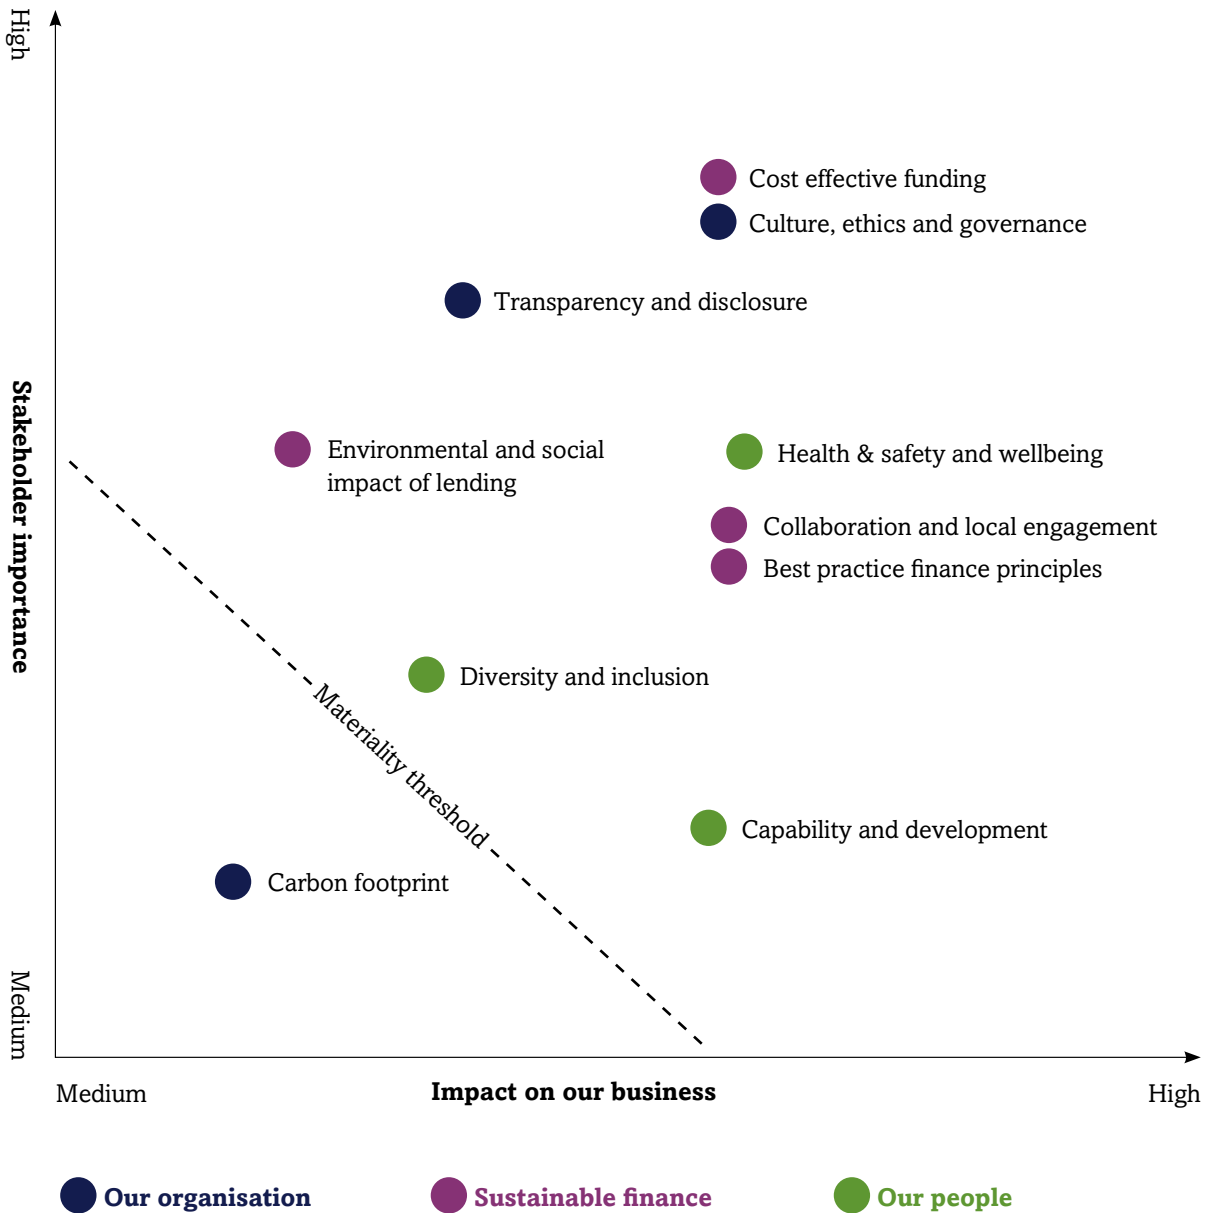 High
Cost effective funding
Culture, ethics and governance
Transparency and disclosure
Stakeholder importance
Environmental and social
impact of lending
Health & safety and wellbeing
Collaboration and local engagement
Best practice finance principles
Diversity and inclusion
Materiality threshold
Capability and development
Carbon footprint
Medium
Medium
Impact on our business
High
Our organisation
Sustainable finance
Our people